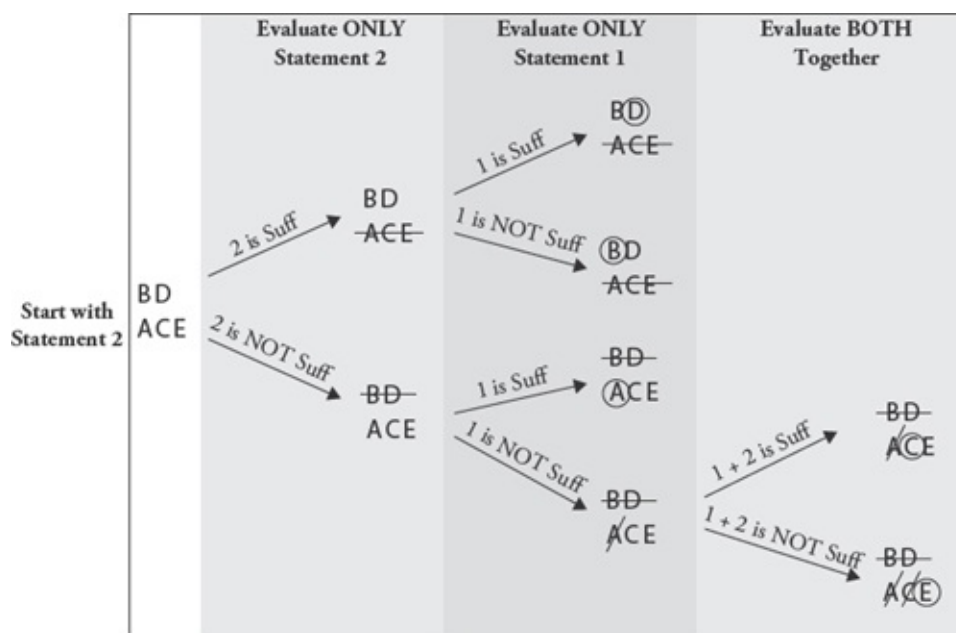 Evaluate ONLY
Statement 2
Evaluate ONLY
Statement 1
Evaluate BOTH
Together
Start with
Statement 2
BD
ACE
2 is Suff
2 is NOT Suff
BD
ACE
BD
ACE
1 is Suff
1 is NOT Suff
1 is Suff
1 is NOT Suff
BD
ACE
BD
ACE
BD
ACE
BD
ACE
1 + 2 is Suff
1 + 2 is NOT Suff
BD
ACE
BD
ACE